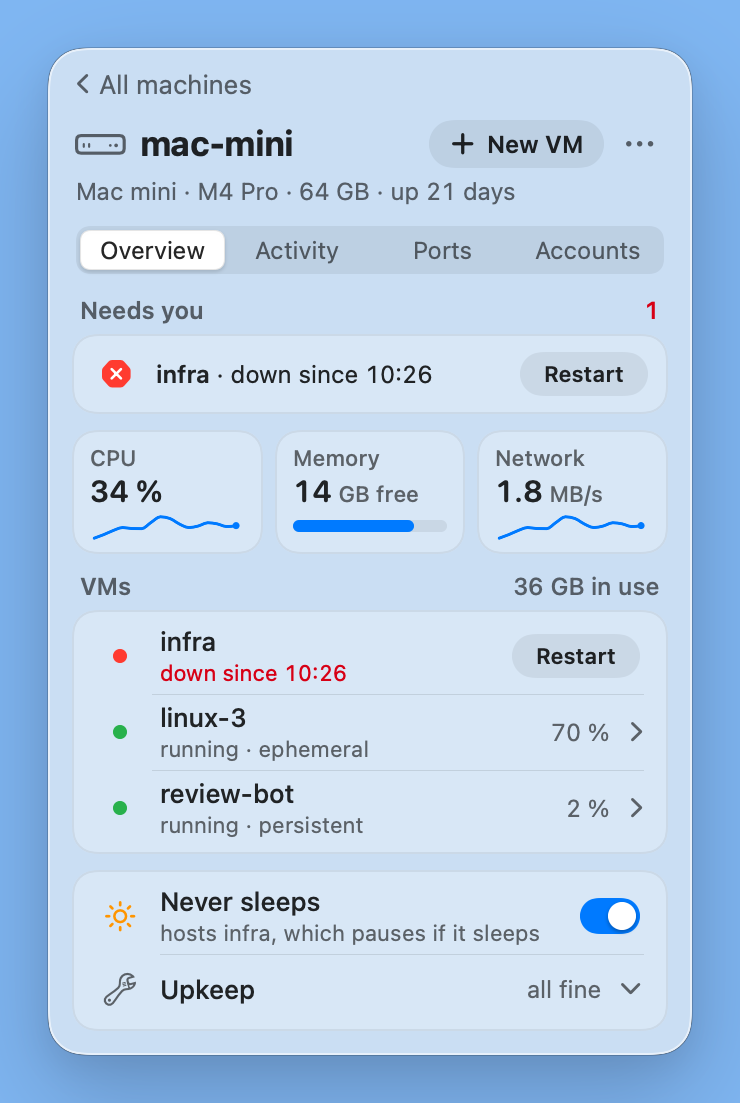 All machines
mac-mini
New VM
Mac mini · M4 Pro · 64 GB · up 21 days
Overview Activity Ports Accounts
Needs you 1
infra · down since 10:26 Restart
CPU Memory Network
34 % 14 GB free 1.8 MB/s
VMs 36 GB in use
infra
down since 10:26
Restart
linux-3
running · ephemeral
70 %
review-bot
running · persistent
2 %
Never sleeps
hosts infra, which pauses if it sleeps
Upkeep all fine